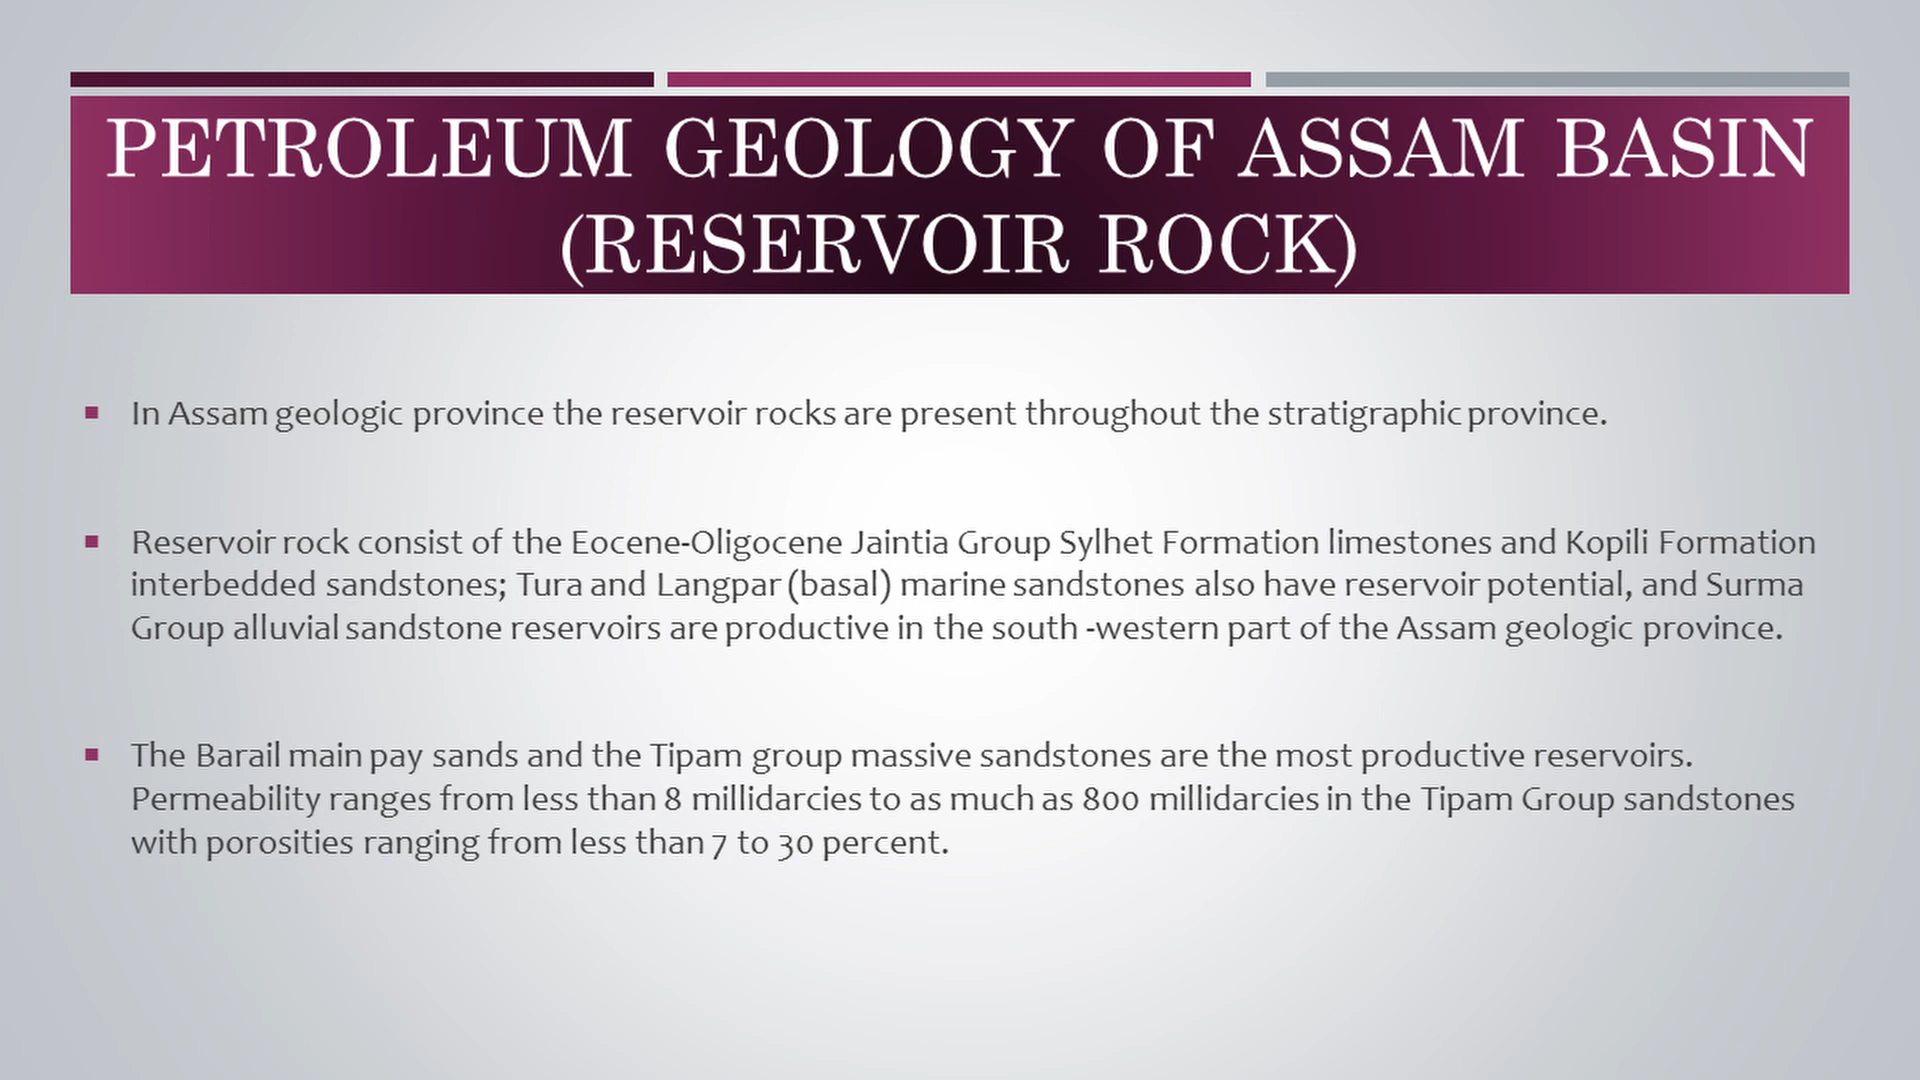 PETROLEUM GEOLOGY OF ASSAM BASIN
(RESERVOIR ROCK)
In Assam geologic province the reservoir rocks are present throughout the stratigraphic province.
Reservoir rock consist of the Eocene-Oligocene Jaintia Group Sylhet Formation limestones and Kopili Formation
interbedded sandstones; Tura and Langpar (basal) marine sandstones also have reservoir potential, and Surma
Group alluvial sandstone reservoirs are productive in the south -western part of the Assam geologic province.
The Barail main pay sands and the Tipam group massive sandstones are the most productive reservoirs.
Permeability ranges from less than 8 millidarcies to as much as 800 millidarcies in the Tipam Group sandstones
with porosities ranging from less than 7 to 30 percent.